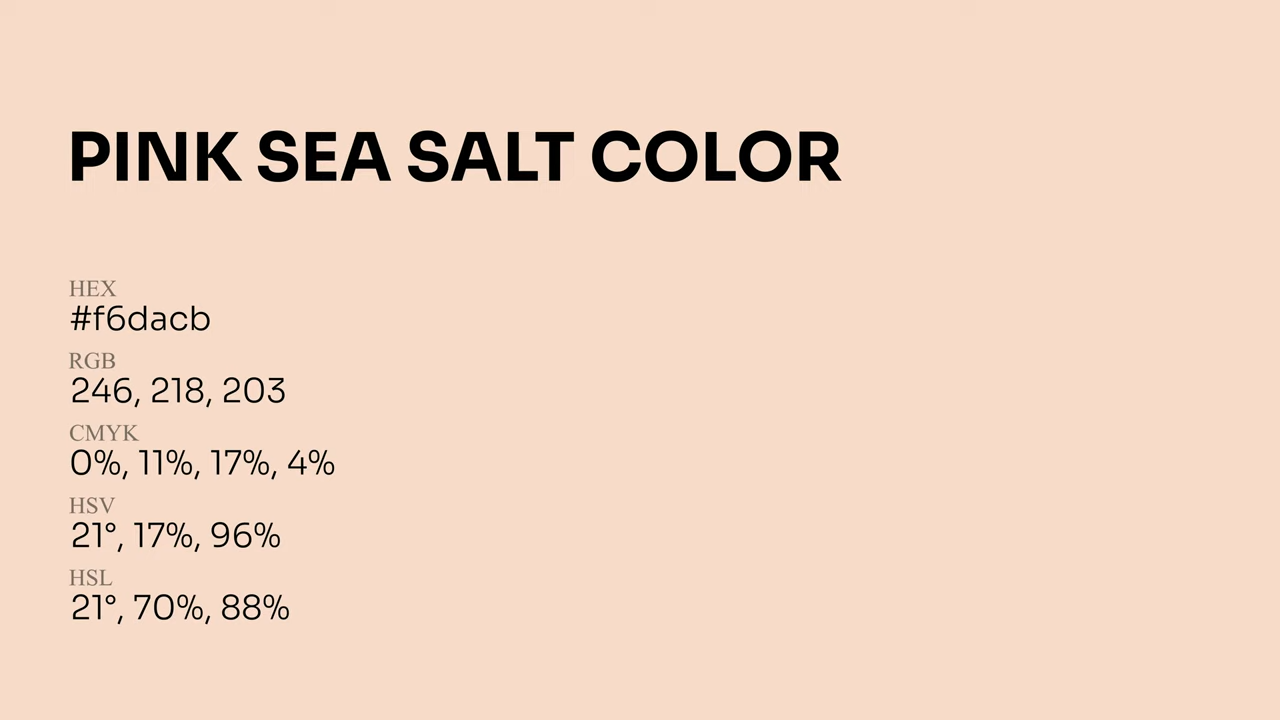 PINK SEA SALT COLOR
HEX
#f6dacb
RGB
246, 218, 203
CMYK
0%, 11%, 17%, 4%
HSV
21°, 17%, 96%
HSL
21°, 70%, 88%